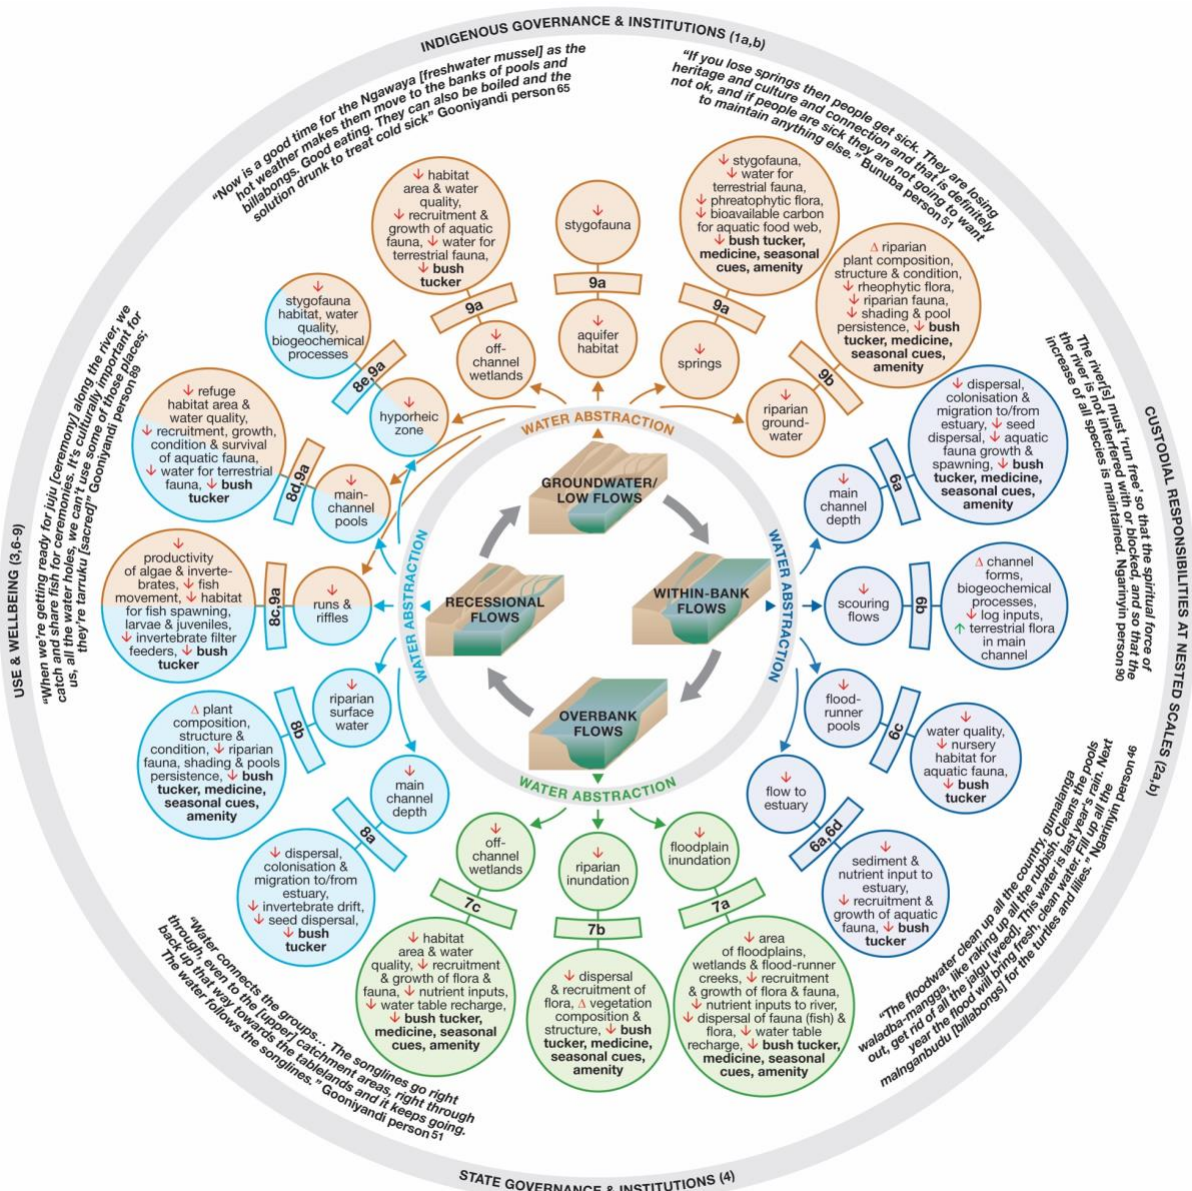 INDIGENOUS GOVERNANCE & INSTITUTIONS (1a,b)
CUSTODIAL RESPONSIBILITIES AT NESTED SCALES (2a,b)
STATE GOVERNANCE & INSTITUTIONS (4)
USE & WELLBEING (3,6-9)
"Now is a good time for the Ngawaya [freshwater mussel] as the
hot weather makes them move to the banks of pools and
billabongs. Good eating. They can also be boiled and the
solution drunk to treat cold sick" Gooniyandi person 65
"If you lose springs then people get sick. They are losing
heritage and culture and connection and that is definitely
not ok, and if people are sick they are not going to want
to maintain anything else." Bunuba person 51
The river[s] must 'run free' so that the spiritual force of
the river is not interfered with or blocked, and so that the
increase of all species is maintained. Ngarinyin person 90
"The floodwater clean up all the country, gumalanga
waladba-mangga, like raking up all the rubbish. Cleans the pools
out, get rid of all the jalgu [weed]. This water is last year's rain. Next
year the flood will bring fresh, clean water. Fill up all the
malnganbudu [billabongs] for the turtles and lilies." Ngarinyin person 46
"Water connects the groups... The songlines go right
through, even to the [upper] catchment areas, right through
back up that way towards the tablelands and it keeps going.
The water follows the songlines." Gooniyandi person 51
"When we're getting ready for juju [ceremony] along the river, we
catch and share fish for ceremonies. It's culturally important for
us, all the water holes, we can't use some of those places;
they're tarruku [sacred]" Gooniyandi person 89
GROUNDWATER/
LOW FLOWS
WITHIN-BANK
FLOWS
OVERBANK
FLOWS
RECESSIONAL
FLOWS
WATER ABSTRACTION
WATER ABSTRACTION
WATER ABSTRACTION
WATER ABSTRACTION
↓
stygofauna
9a
↓
aquifer
habitat
↓ stygofauna,
↓ water for
terrestrial fauna,
↓ phreatophytic flora,
↓ bioavailable carbon
for aquatic food web,
↓ bush tucker,
medicine, seasonal
cues, amenity
9a
↓
springs
Δ riparian
plant composition,
structure & condition,
↓ rheophytic flora,
↓ riparian fauna,
↓ shading & pool
persistence, ↓ bush
tucker, medicine,
seasonal cues,
amenity
9b
↓
riparian
ground-
water
↓ dispersal,
colonisation &
migration to/from
estuary, ↓ seed
dispersal, ↓ aquatic
fauna growth &
spawning, ↓ bush
tucker, medicine,
seasonal cues,
amenity
6a
↓
main
channel
depth
Δ channel
forms,
biogeochemical
processes,
↓ log inputs,
↑ terrestrial flora
in main
channel
6b
↓
scouring
flows
↓
water quality,
↓ nursery
habitat for
aquatic fauna,
↓ bush
tucker
6c
↓
flood-
runner
pools
↓
sediment &
nutrient input to
estuary,
↓ recruitment &
growth of aquatic
fauna, ↓ bush
tucker
6a,6d
↓
flow to
estuary
↓ area
of floodplains,
wetlands & flood-runner
creeks, ↓ recruitment
& growth of flora & fauna,
↓ nutrient inputs to river,
↓ dispersal of fauna (fish) &
flora, ↓ water table
recharge, ↓ bush tucker,
medicine, seasonal
cues, amenity
7a
↓
floodplain
inundation
↓ dispersal
& recruitment of
flora, Δ vegetation
composition &
structure, ↓ bush
tucker, medicine,
seasonal cues,
amenity
7b
↓
riparian
inundation
↓ habitat
area & water
quality, ↓ recruitment
& growth of flora &
fauna, ↓ nutrient inputs,
↓ water table recharge,
↓ bush tucker,
medicine, seasonal
cues, amenity
7c
↓
off-
channel
wetlands
↓ dispersal,
colonisation &
migration to/from
estuary,
↓ invertebrate drift,
↓ seed dispersal,
↓ bush
tucker
8a
↓
main
channel
depth
Δ plant
composition,
structure &
condition, ↓ riparian
fauna, shading & pools
persistence, ↓ bush
tucker, medicine,
seasonal cues,
amenity
8b
↓
riparian
surface
water
↓
productivity
of algae & inverte-
brates, ↓ fish
movement, ↓ habitat
for fish spawning,
larvae & juveniles,
↓ invertebrate filter
feeders, ↓ bush
tucker
8c,9a
↓
runs &
riffles
↓ refuge
habitat area &
water quality,
↓ recruitment, growth,
condition & survival
of aquatic fauna,
↓ water for terrestrial
fauna, ↓ bush
tucker
8d,9a
↓
main-
channel
pools
↓
stygofauna
habitat, water
quality,
biogeochemical
processes
8e,9a
↓
hyporheic
zone
↓ habitat
area & water
quality,
↓ recruitment &
growth of aquatic
fauna, ↓ water for
terrestrial fauna,
↓ bush
tucker
9a
↓
off-
channel
wetlands